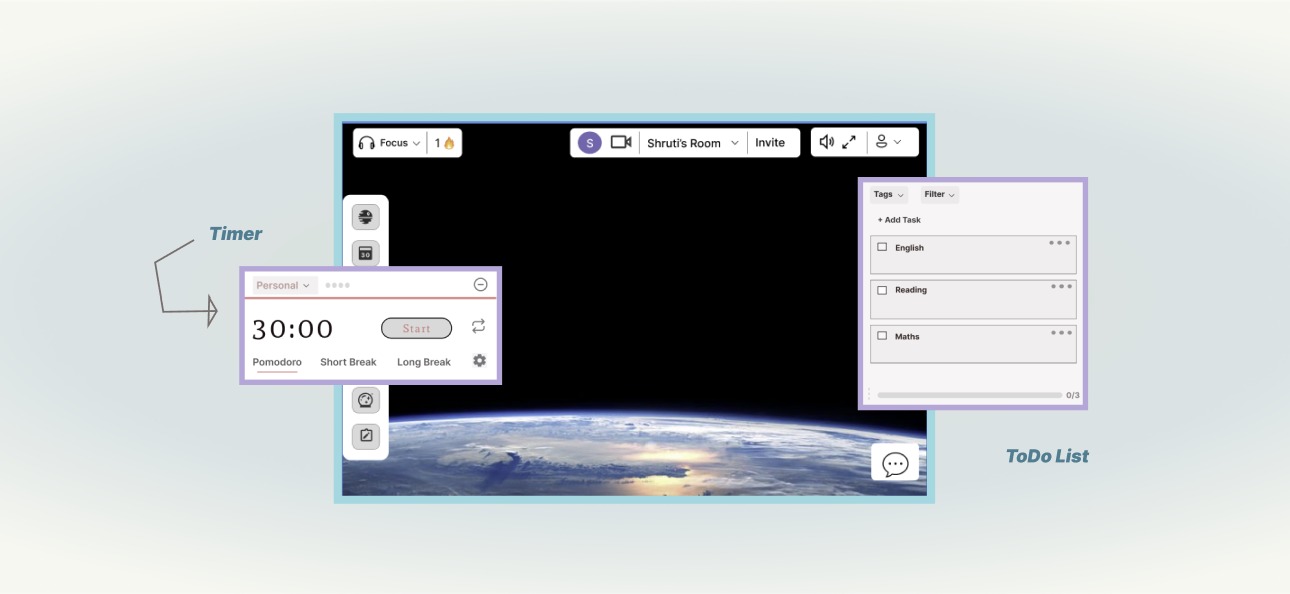 Focus
1
S
Shruti's Room
Invite
Tags
Filter
+ Add Task
English
Reading
Maths
0/3
Timer
30
Personal
30:00
Start
Pomodoro
Short Break
Long Break
ToDo List